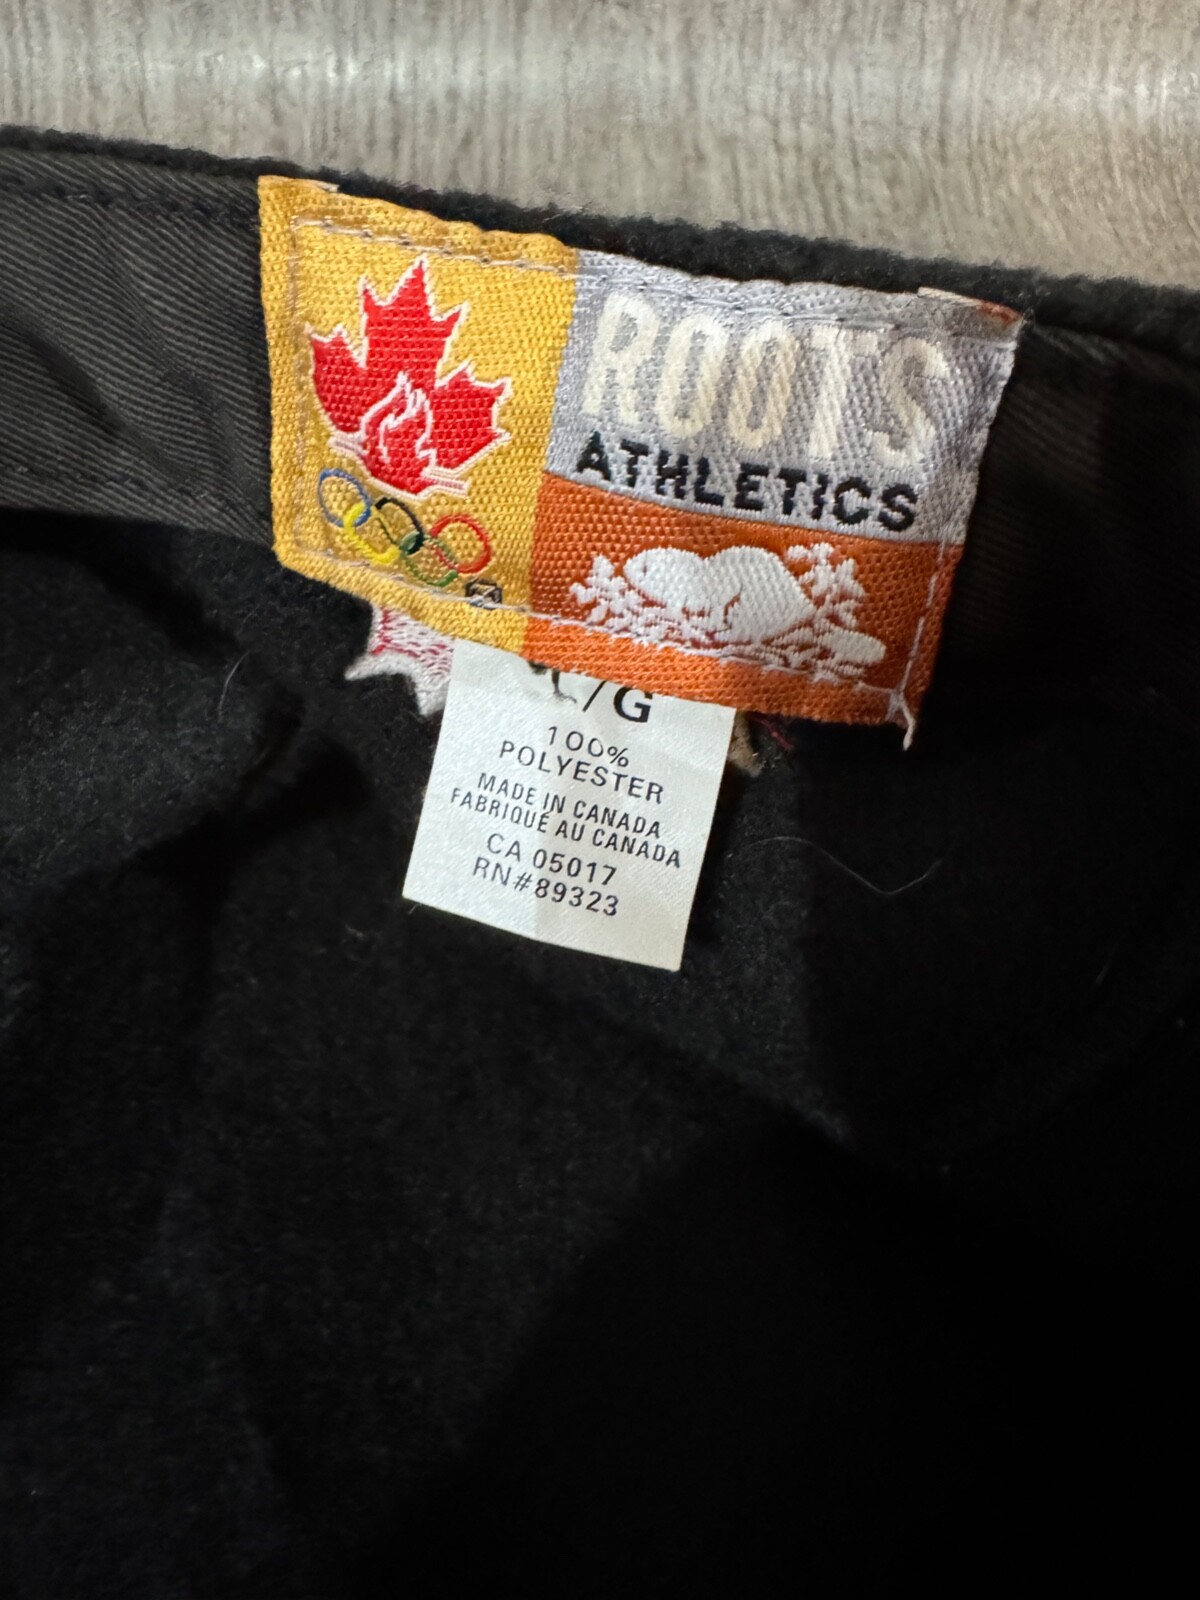 ROOTS
ATHLETICS
/G
100%
POLYESTER
MADE IN CANADA
FABRIQUÉ AU CANADA
CA 05017
RN#89323